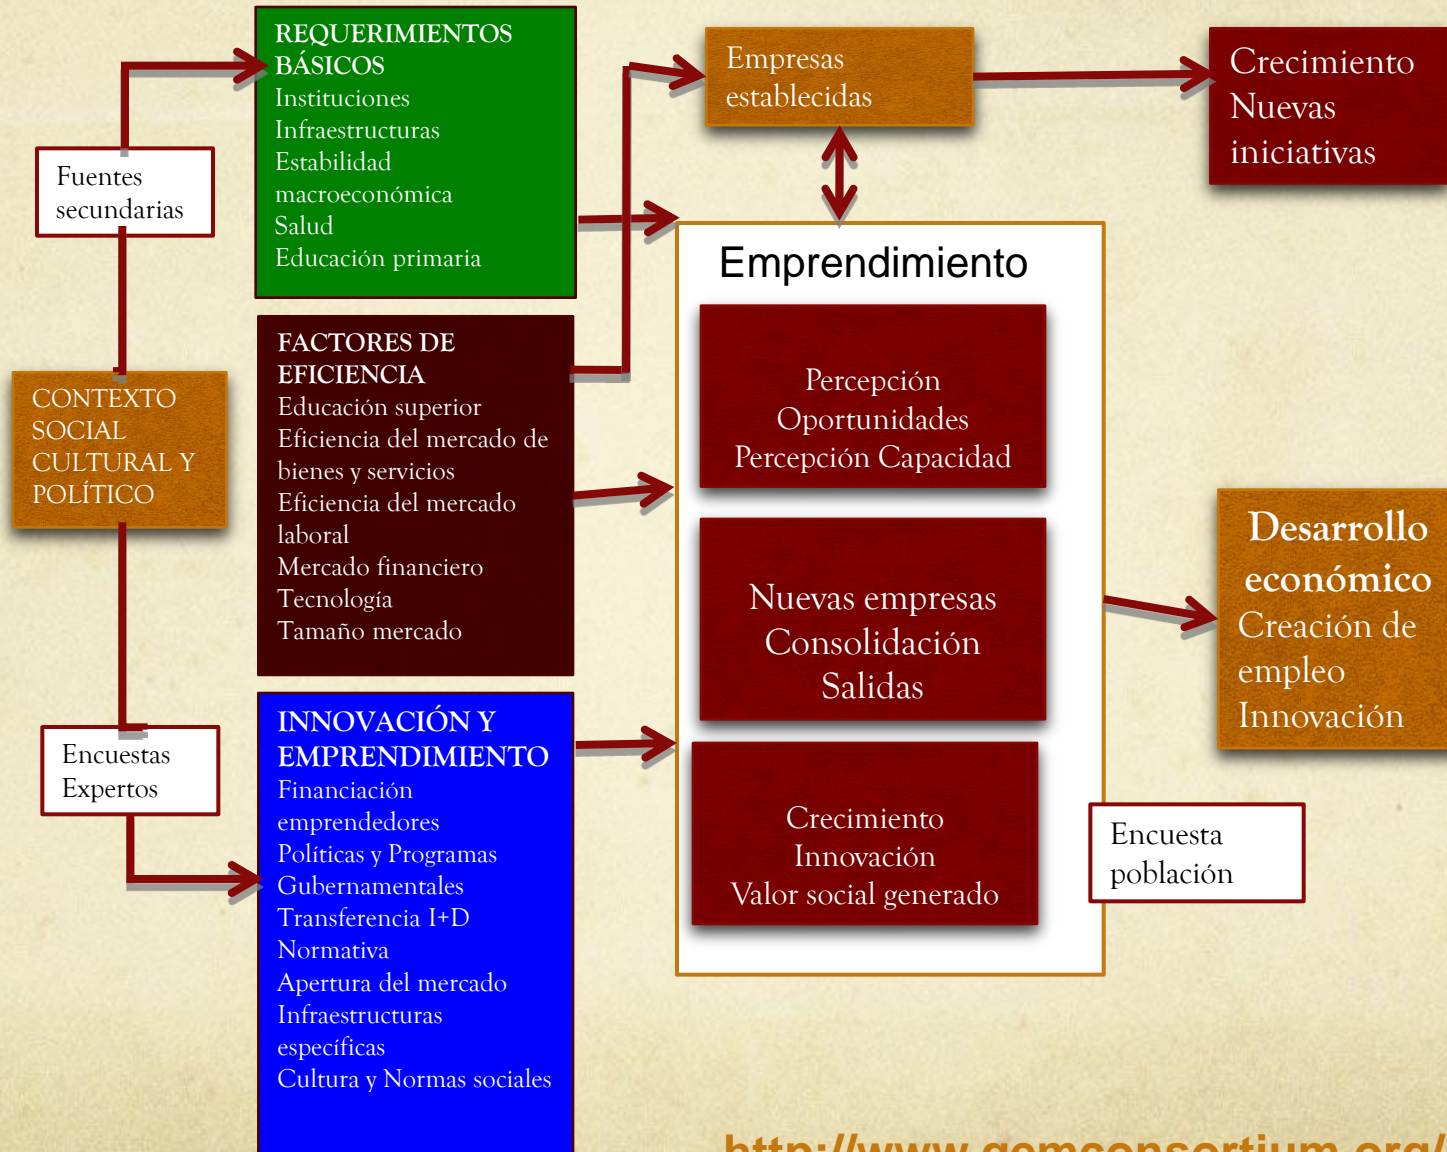 REQUERIMIENTOS
BÁSICOS
Instituciones
Infraestructuras
Estabilidad
macroeconómica
Salud
Educación primaria
Fuentes
secundarias
CONTEXTO
SOCIAL
CULTURAL Y
POLÍTICO
Encuestas
Expertos
FACTORES DE
EFICIENCIA
Educación superior
Eficiencia del mercado de
bienes y servicios
Eficiencia del mercado
laboral
Mercado financiero
Tecnología
Tamaño mercado
INNOVACIÓN Y
EMPRENDIMIENTO
Financiación
emprendedores
Políticas y Programas
Gubernamentales
Transferencia I+D
Normativa
Apertura del mercado
Infraestructuras
específicas
Cultura y Normas sociales
Empresas
establecidas
Emprendimiento
Percepción
Oportunidades
Percepción Capacidad
Nuevas empresas
Consolidación
Salidas
Crecimiento
Innovación
Valor social generado
Crecimiento
Nuevas
iniciativas
Desarrollo
económico
Creación de
empleo
Innovación
Encuesta
población
http://www.gemconsortium.org/